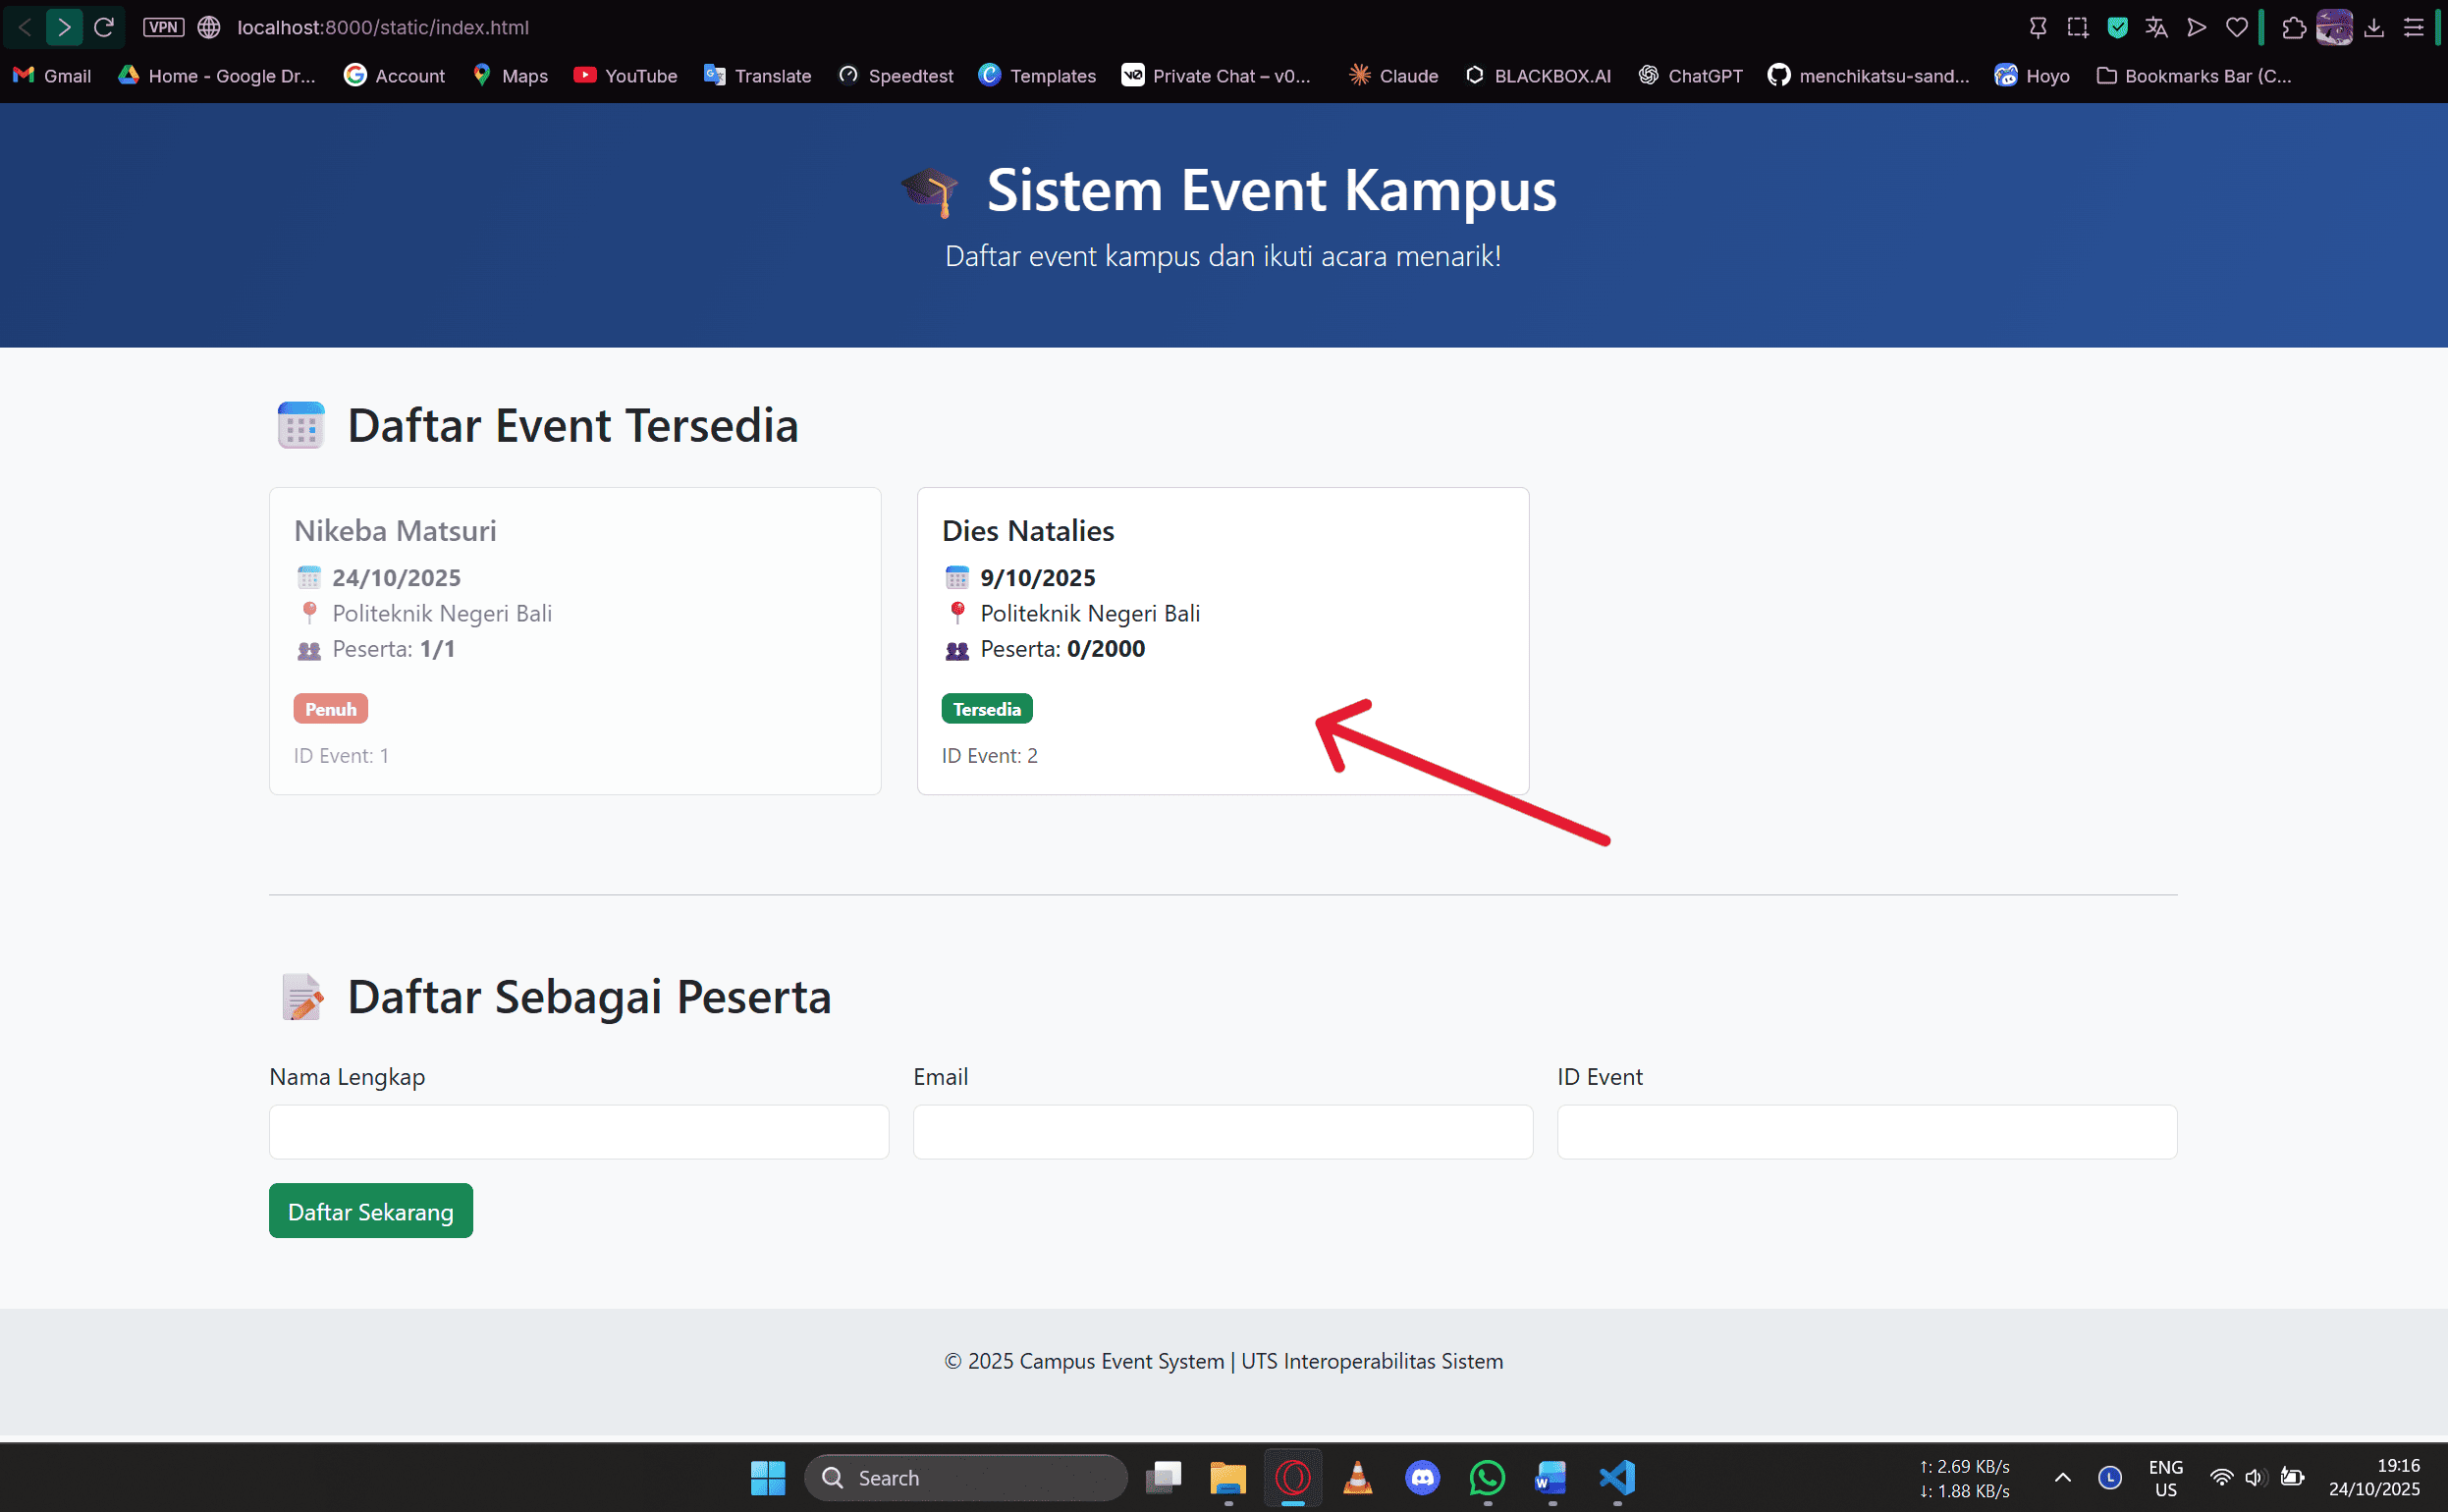 VPN localhost:8000/static/index.html
Gmail Home - Google Dr... Account Maps YouTube Translate Speedtest Templates Private Chat – v0... Claude BLACKBOX.AI ChatGPT menchikatsu-sand... Hoyo Bookmarks Bar (C...
Sistem Event Kampus
Daftar event kampus dan ikuti acara menarik!
Daftar Event Tersedia
Nikeba Matsuri
24/10/2025
Politeknik Negeri Bali
Peserta: 1/1
Penuh
ID Event: 1
Dies Natalies
9/10/2025
Politeknik Negeri Bali
Peserta: 0/2000
Tersedia
ID Event: 2
Daftar Sebagai Peserta
Nama Lengkap
Email
ID Event
Daftar Sekarang
© 2025 Campus Event System | UTS Interoperabilitas Sistem
Search
↑: 2.69 KB/s
↓: 1.88 KB/s
L
ENG
US
19:16
24/10/2025